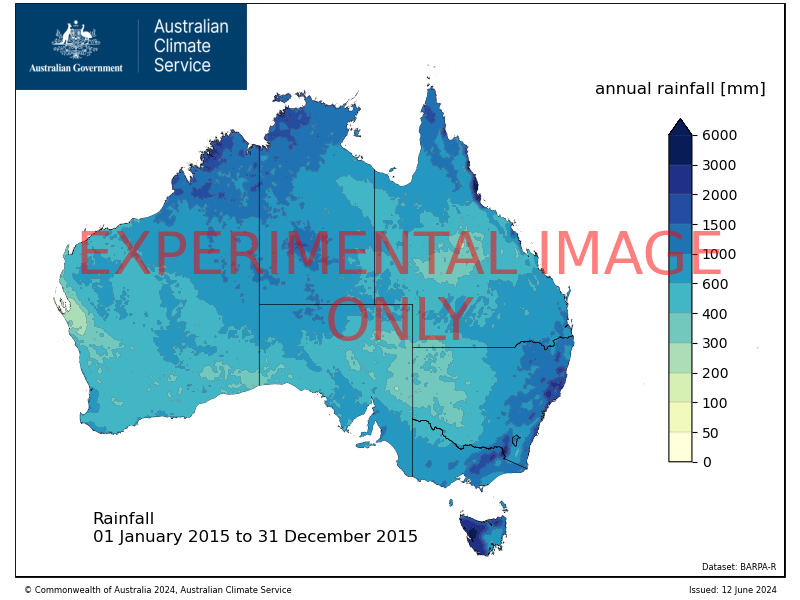 Australian Government
Australian
Climate
Service
annual rainfall [mm]
6000
3000
2000
1500
1000
600
400
300
200
100
50
0
EXPERIMENTAL IMAGE
ONLY
Rainfall
01 January 2015 to 31 December 2015
Dataset: BARPA-R
© Commonwealth of Australia 2024, Australian Climate Service
Issued: 12 June 2024